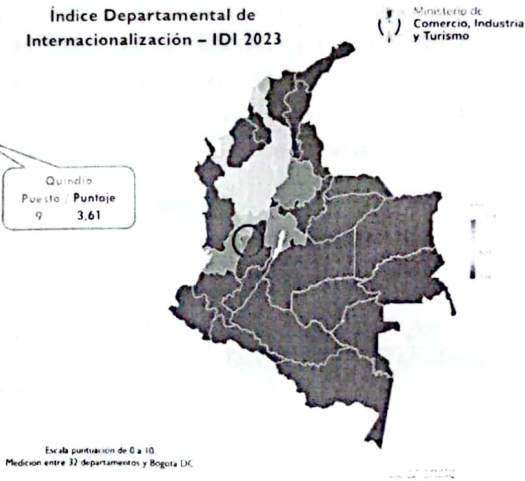 Índice Departamental de
Internacionalización – IDI 2023
Ministerio de
Comercio, Industria
y Turismo
Quindío
Puesto / Puntaje
9 3,61
Escala puntuación de 0 a 10.
Medición entre 32 departamentos y Bogota DC